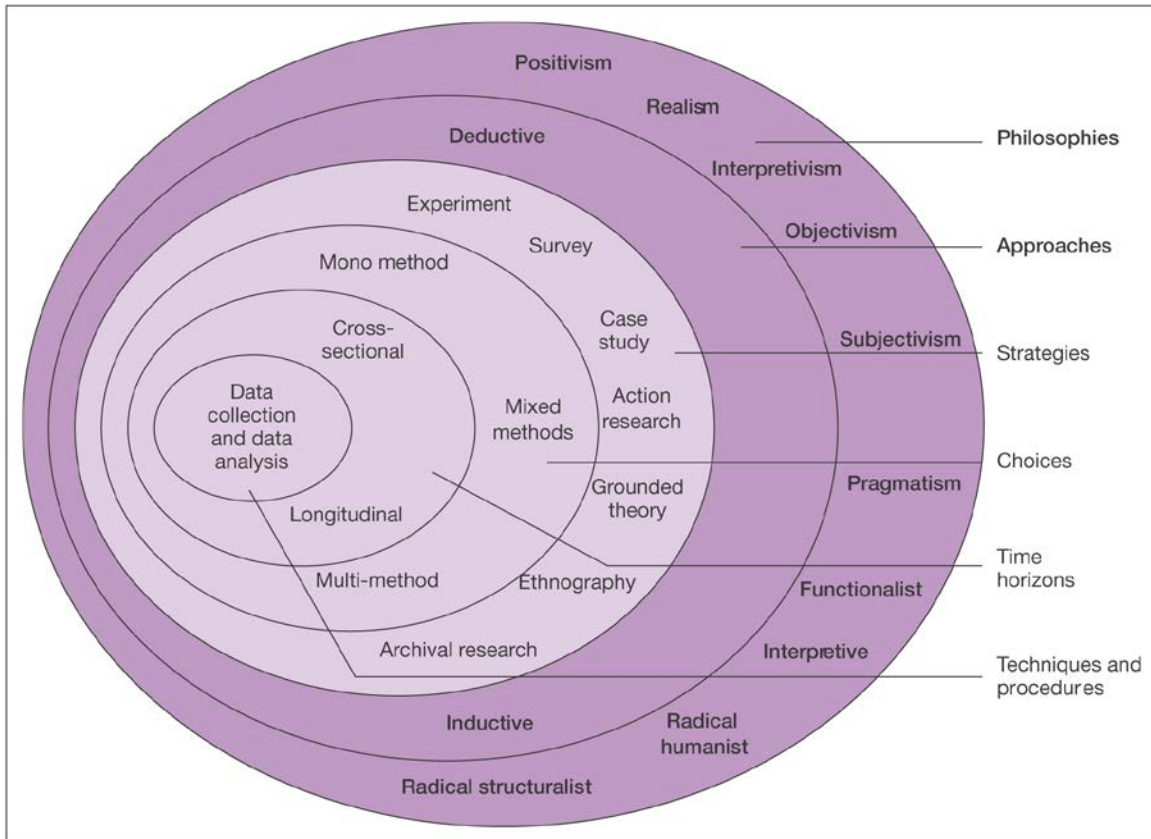 Positivism
Realism
Philosophies
Deductive
Interpretivism
Experiment
Objectivism
Survey
Approaches
Mono method
Case
study
Cross-
sectional
Subjectivism
Strategies
Data
collection
and data
analysis
Mixed
methods
Action
research
Choices
Grounded
theory
Pragmatism
Longitudinal
Time
horizons
Multi-method
Ethnography
Functionalist
Archival research
Interpretive
Techniques and
procedures
Inductive
Radical
humanist
Radical structuralist